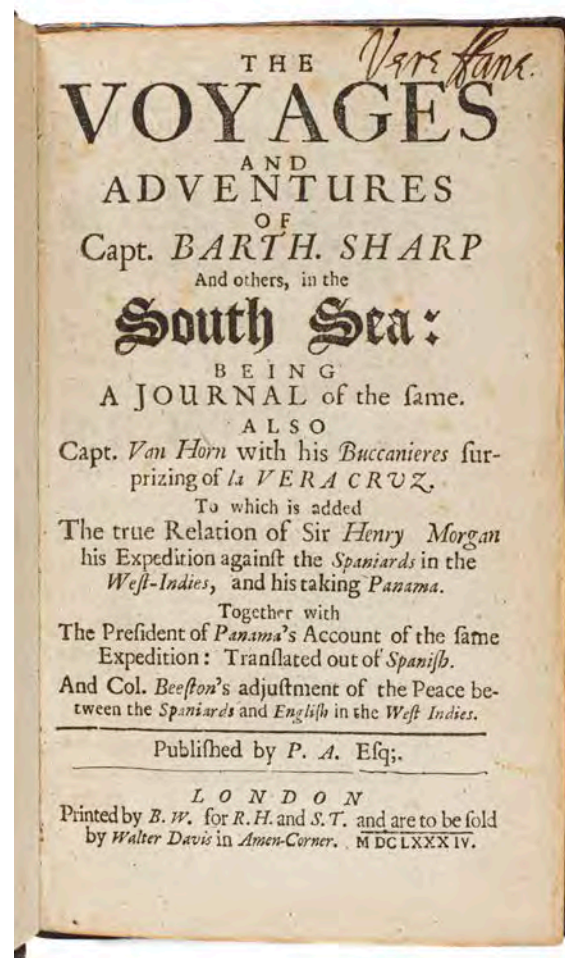 Vere Hane.
THE
VOYAGES
AND
ADVENTURES
OF
Capt. BARTH. SHARP
And others, in the
South Sea:
BEING
A JOURNAL of the ſame.
ALSO
Capt. Van Horn with his Buccanieres ſur-
prizing of la VERA CRUZ.
To which is added
The true Relation of Sir Henry Morgan
his Expedition againſt the Spaniards in the
Weſt-Indies, and his taking Panama.
Together with
The Preſident of Panama's Account of the ſame
Expedition: Tranſlated out of Spaniſh.
And Col. Beeſton's adjuſtment of the Peace be-
tween the Spaniards and Engliſh in the Weſt Indies.
Publiſhed by P. A. Eſq;.
LONDON
Printed by B. W. for R. H. and S. T. and are to be ſold
by Walter Davis in Amen-Corner. MDCLXXXIV.